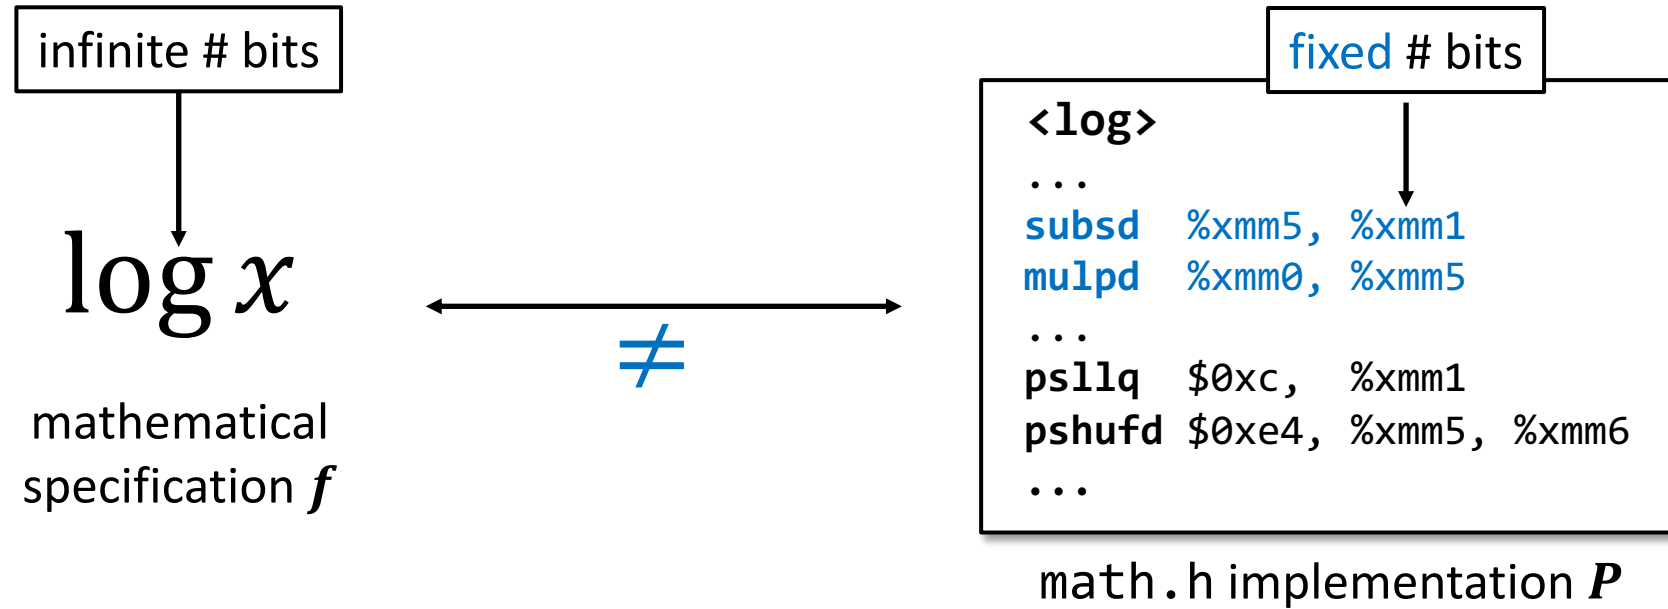 infinite # bits
log x
mathematical
specification f
≠
fixed # bits
<log>
...
subsd %xmm5, %xmm1
mulpd %xmm0, %xmm5
...
psllq $0xc, %xmm1
pshufd $0xe4, %xmm5, %xmm6
...
math.h implementation P